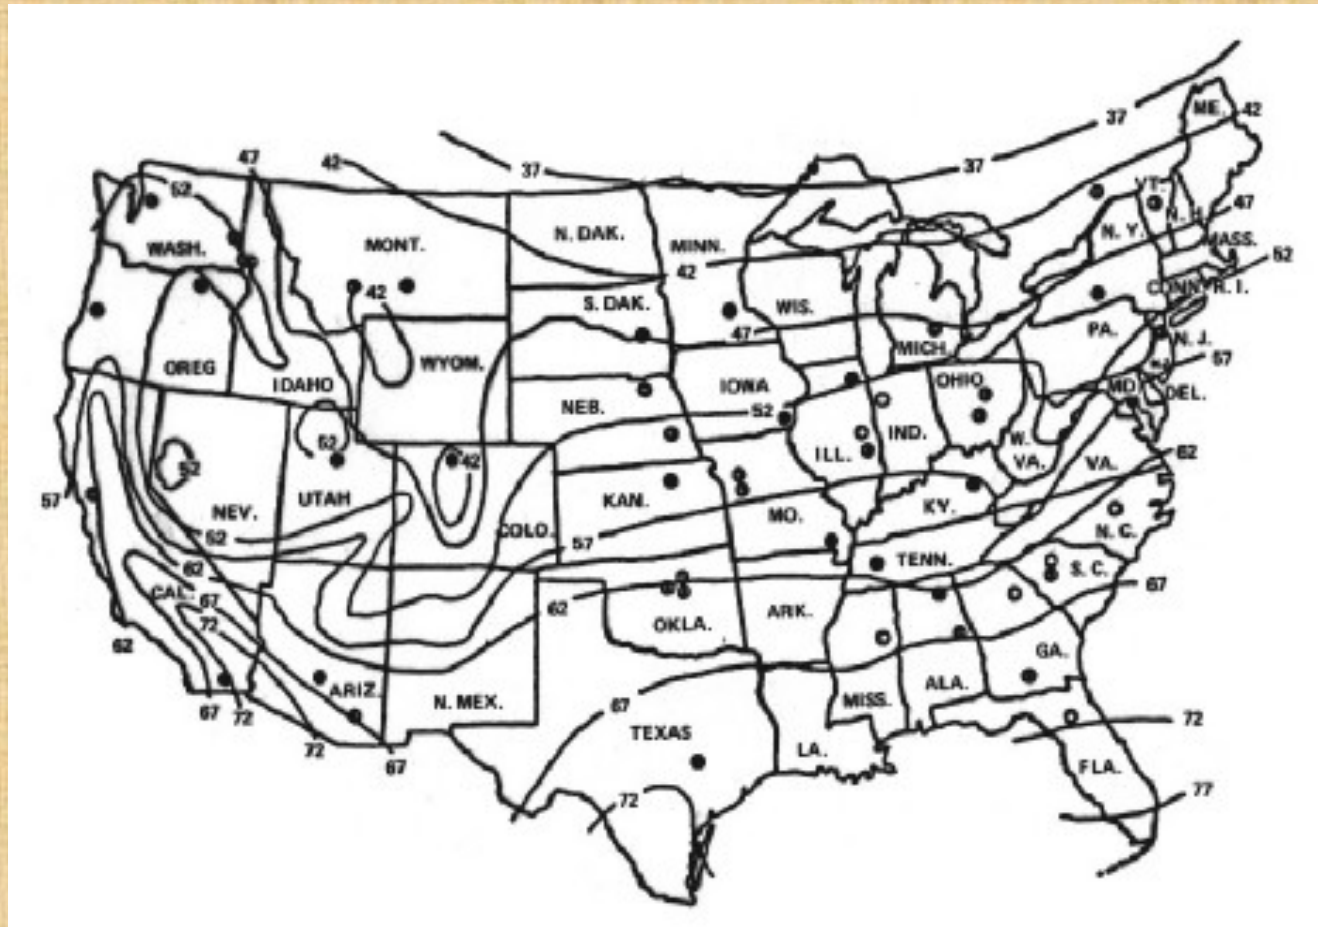 37
ME.
42
47
42
37
37
52
VT.
N. H.
47
WASH.
MONT.
N. DAK.
MINN.
N. Y.
MASS.
42
52
42
S. DAK.
WIS.
CONN.
R. I.
47
PA.
N. J.
MICH.
57
OREG
IDAHO
WYOM.
IOWA
OHIO
MD.
DEL.
NEB.
52
52
IND.
W.
VA.
ILL.
VA.
62
52
42
57
UTAH
KAN.
NEV.
MO.
KY.
N. C.
COLO.
52
57
62
TENN.
S. C.
67
CAL.
67
62
ARK.
72
OKLA.
62
GA.
ARIZ.
ALA.
N. MEX.
MISS.
67
72
67
72
TEXAS
72
LA.
67
FLA.
77
72